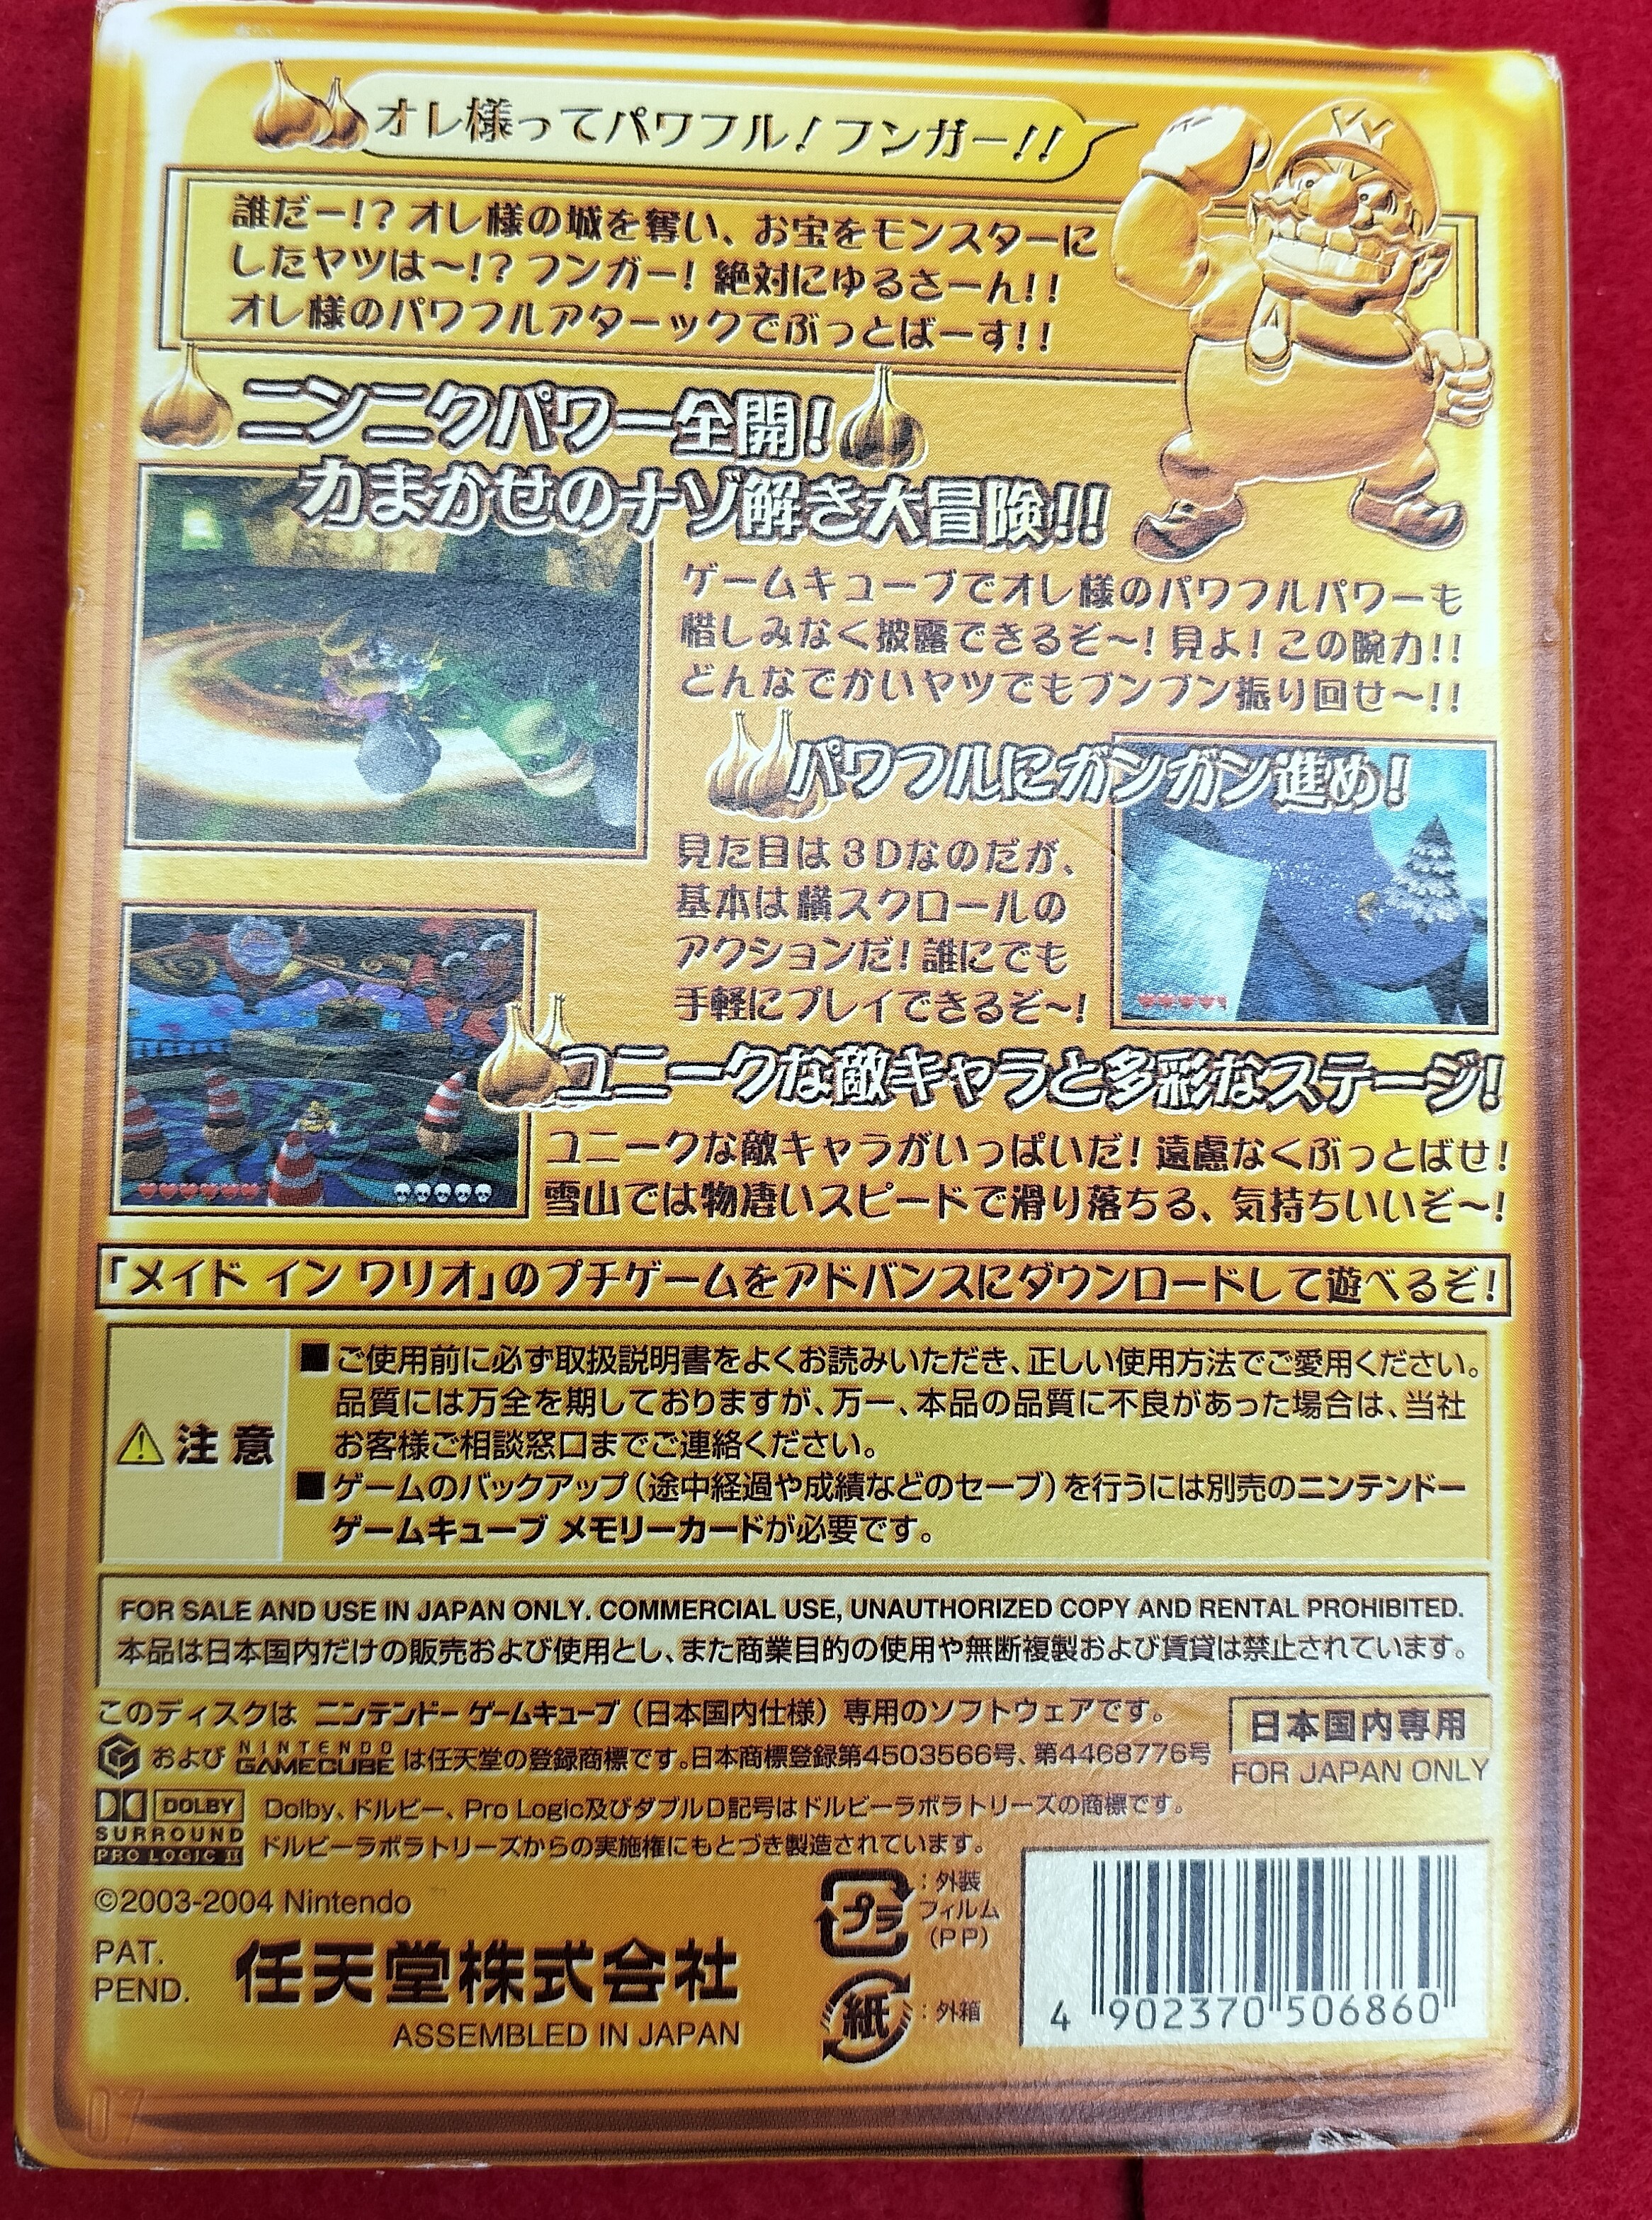 オレ様ってパワフル！フンガー！！
誰だー！？オレ様の城を奪い、お宝をモンスターに
したヤツは〜！？フンガー！絶対にゆるさーん！！
オレ様のパワフルアターックでぶっとばーす！！
ニンニクパワー全開！
力まかせのナゾ解き大冒険！！
ゲームキューブでオレ様のパワフルパワーも
惜しみなく披露できるぞ〜！見よ！この腕力！！
どんなでかいヤツでもブンブン振り回せ〜！！
パワフルにガンガン進め！
見た目は3Dなのだが、
基本は横スクロールの
アクションだ！誰にでも
手軽にプレイできるぞ〜！
ユニークな敵キャラと多彩なステージ！
ユニークな敵キャラがいっぱいだ！遠慮なくぶっとばせ！
雪山では物凄いスピードで滑り落ちる、気持ちいいぞ〜！
「メイド イン ワリオ」のプチゲームをアドバンスにダウンロードして遊べるぞ！
注意
■ご使用前に必ず取扱説明書をよくお読みいただき、正しい使用方法でご愛用ください。
品質には万全を期しておりますが、万一、本品の品質に不良があった場合は、当社
お客様ご相談窓口までご連絡ください。
■ゲームのバックアップ（途中経過や成績などのセーブ）を行うには別売のニンテンドー
ゲームキューブ メモリーカードが必要です。
FOR SALE AND USE IN JAPAN ONLY. COMMERCIAL USE, UNAUTHORIZED COPY AND RENTAL PROHIBITED.
本品は日本国内だけの販売および使用とし、また商業目的の使用や無断複製および賃貸は禁止されています。
このディスクは ニンテンドー ゲームキューブ（日本国内仕様）専用のソフトウェアです。
および NINTENDO GAMECUBE は任天堂の登録商標です。日本商標登録第4503566号、第4468776号
日本国内専用
FOR JAPAN ONLY
DOLBY
SURROUND
PRO LOGIC II
Dolby、ドルビー、Pro Logic及びダブルD記号はドルビーラボラトリーズの商標です。
ドルビーラボラトリーズからの実施権にもとづき製造されています。
©2003-2004 Nintendo
PAT.
PEND.
任天堂株式会社
ASSEMBLED IN JAPAN
プラ
：外装
フィルム
（PP）
紙
：外箱
4 902370 506860
07